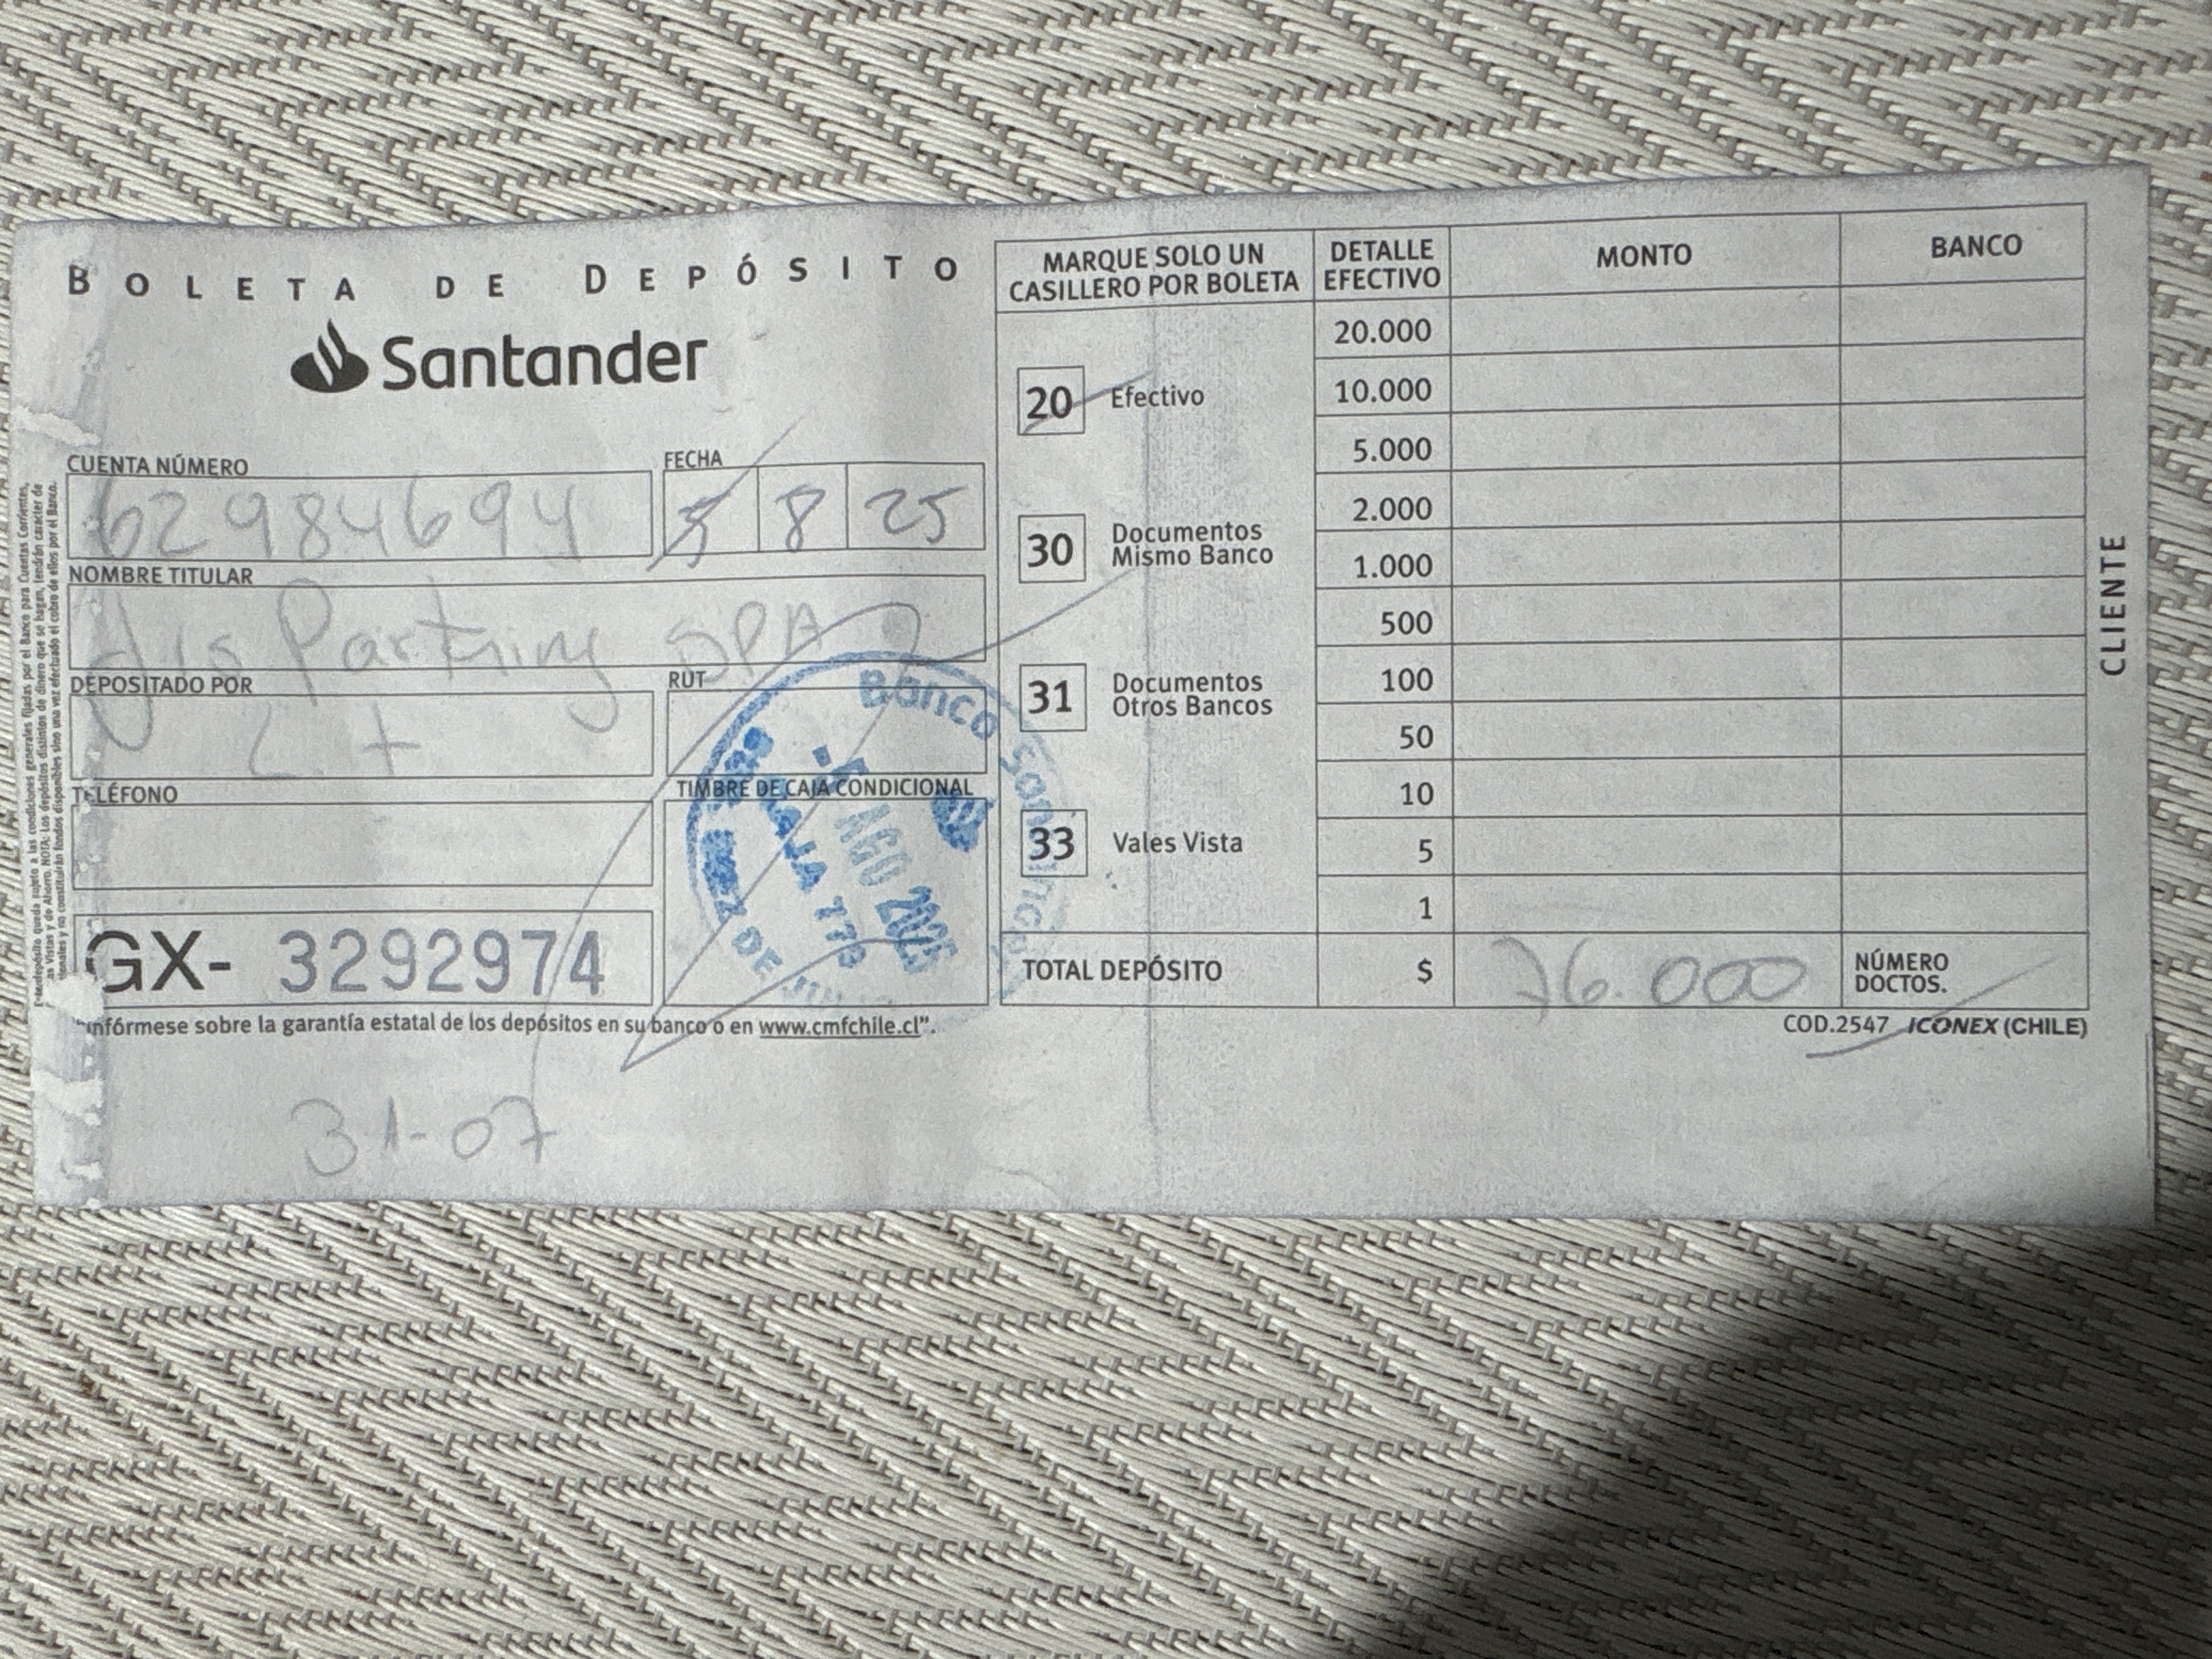 BOLETA DE DEPÓSITO
Santander
CUENTA NÚMERO
62984694
FECHA
5 8 25
NOMBRE TITULAR
Jls Parking SPA
DEPOSITADO POR
RUT
TELÉFONO
TIMBRE DE CAJA CONDICIONAL
Banco Santander
CAJA
AGO 2025
GX- 3292974
"Infórmese sobre la garantía estatal de los depósitos en su banco o en www.cmfchile.cl".
31-07
MARQUE SOLO UN
CASILLERO POR BOLETA
20 Efectivo
30 Documentos
Mismo Banco
31 Documentos
Otros Bancos
33 Vales Vista
DETALLE
EFECTIVO
MONTO
BANCO
20.000
10.000
5.000
2.000
1.000
500
100
50
10
5
1
TOTAL DEPÓSITO $ 76.000
NÚMERO
DOCTOS.
COD.2547 ICONEX (CHILE)
CLIENTE